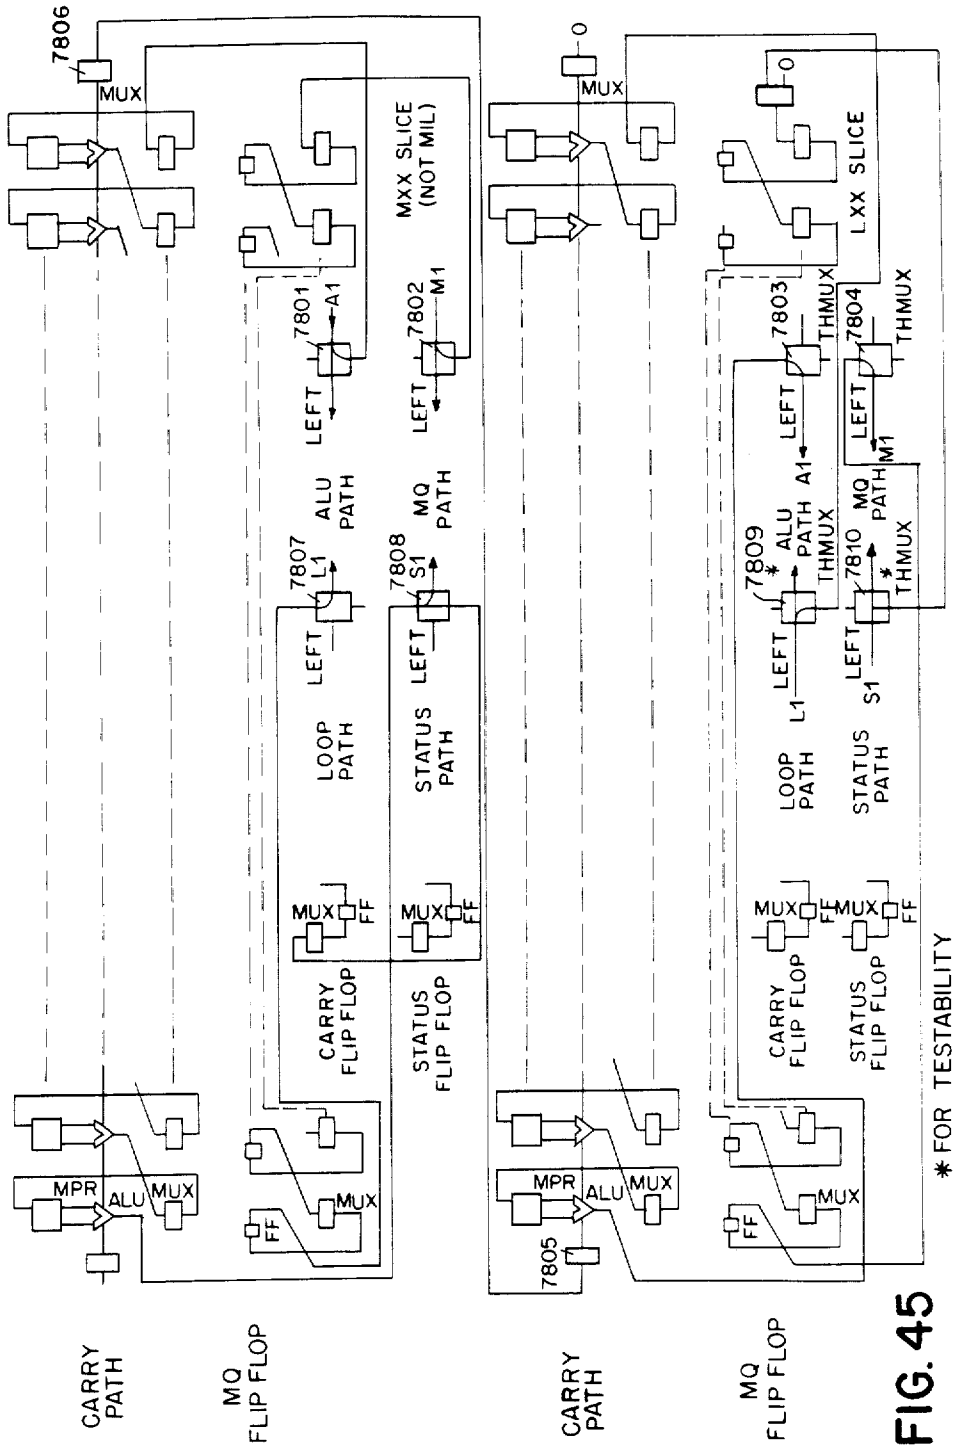 CARRY
PATH
MPR
ALU
MUX
MUX
7806
MQ
FLIP FLOP
FF
MUX
CARRY
FLIP FLOP
MUX
FF
LOOP
PATH
LEFT
7807
L1
ALU
PATH
LEFT
7801
A1
STATUS
FLIP FLOP
MUX
FF
STATUS
PATH
LEFT
7808
S1
MQ
PATH
LEFT
7802
M1
MXX SLICE
(NOT MIL)
CARRY
PATH
7805
MPR
ALU
MUX
MUX
0
MQ
FLIP FLOP
FF
MUX
0
CARRY
FLIP FLOP
MUX
FF
LOOP
PATH
L1
LEFT
7809
*
THMUX
ALU
PATH
A1
LEFT
7803
THMUX
STATUS
FLIP FLOP
MUX
FF
STATUS
PATH
S1
LEFT
7810
*
THMUX
MQ
PATH
M1
LEFT
7804
THMUX
LXX SLICE
FIG. 45
* FOR TESTABILITY